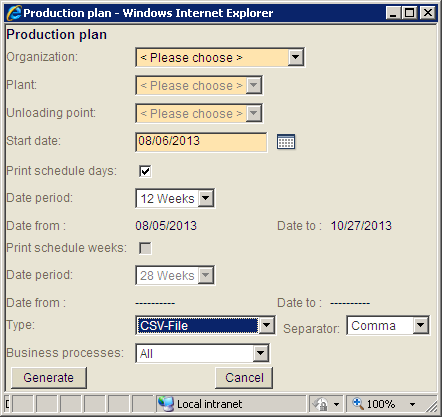 Production plan - Windows Internet Explorer
Production plan
Organization: < Please choose >
Plant: < Please choose >
Unloading point: < Please choose >
Start date: 08/06/2013
Print schedule days:
Date period: 12 Weeks
Date from : 08/05/2013 Date to : 10/27/2013
Print schedule weeks:
Date period: 28 Weeks
Date from : ---------- Date to : ----------
Type: CSV-File Separator: Comma
Business processes: All
Generate Cancel
Local intranet 100%